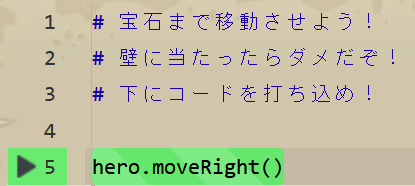 1 # 宝石まで移動させよう！
2 # 壁に当たったらダメだぞ！
3 # 下にコードを打ち込め！
4
5 hero.moveRight()